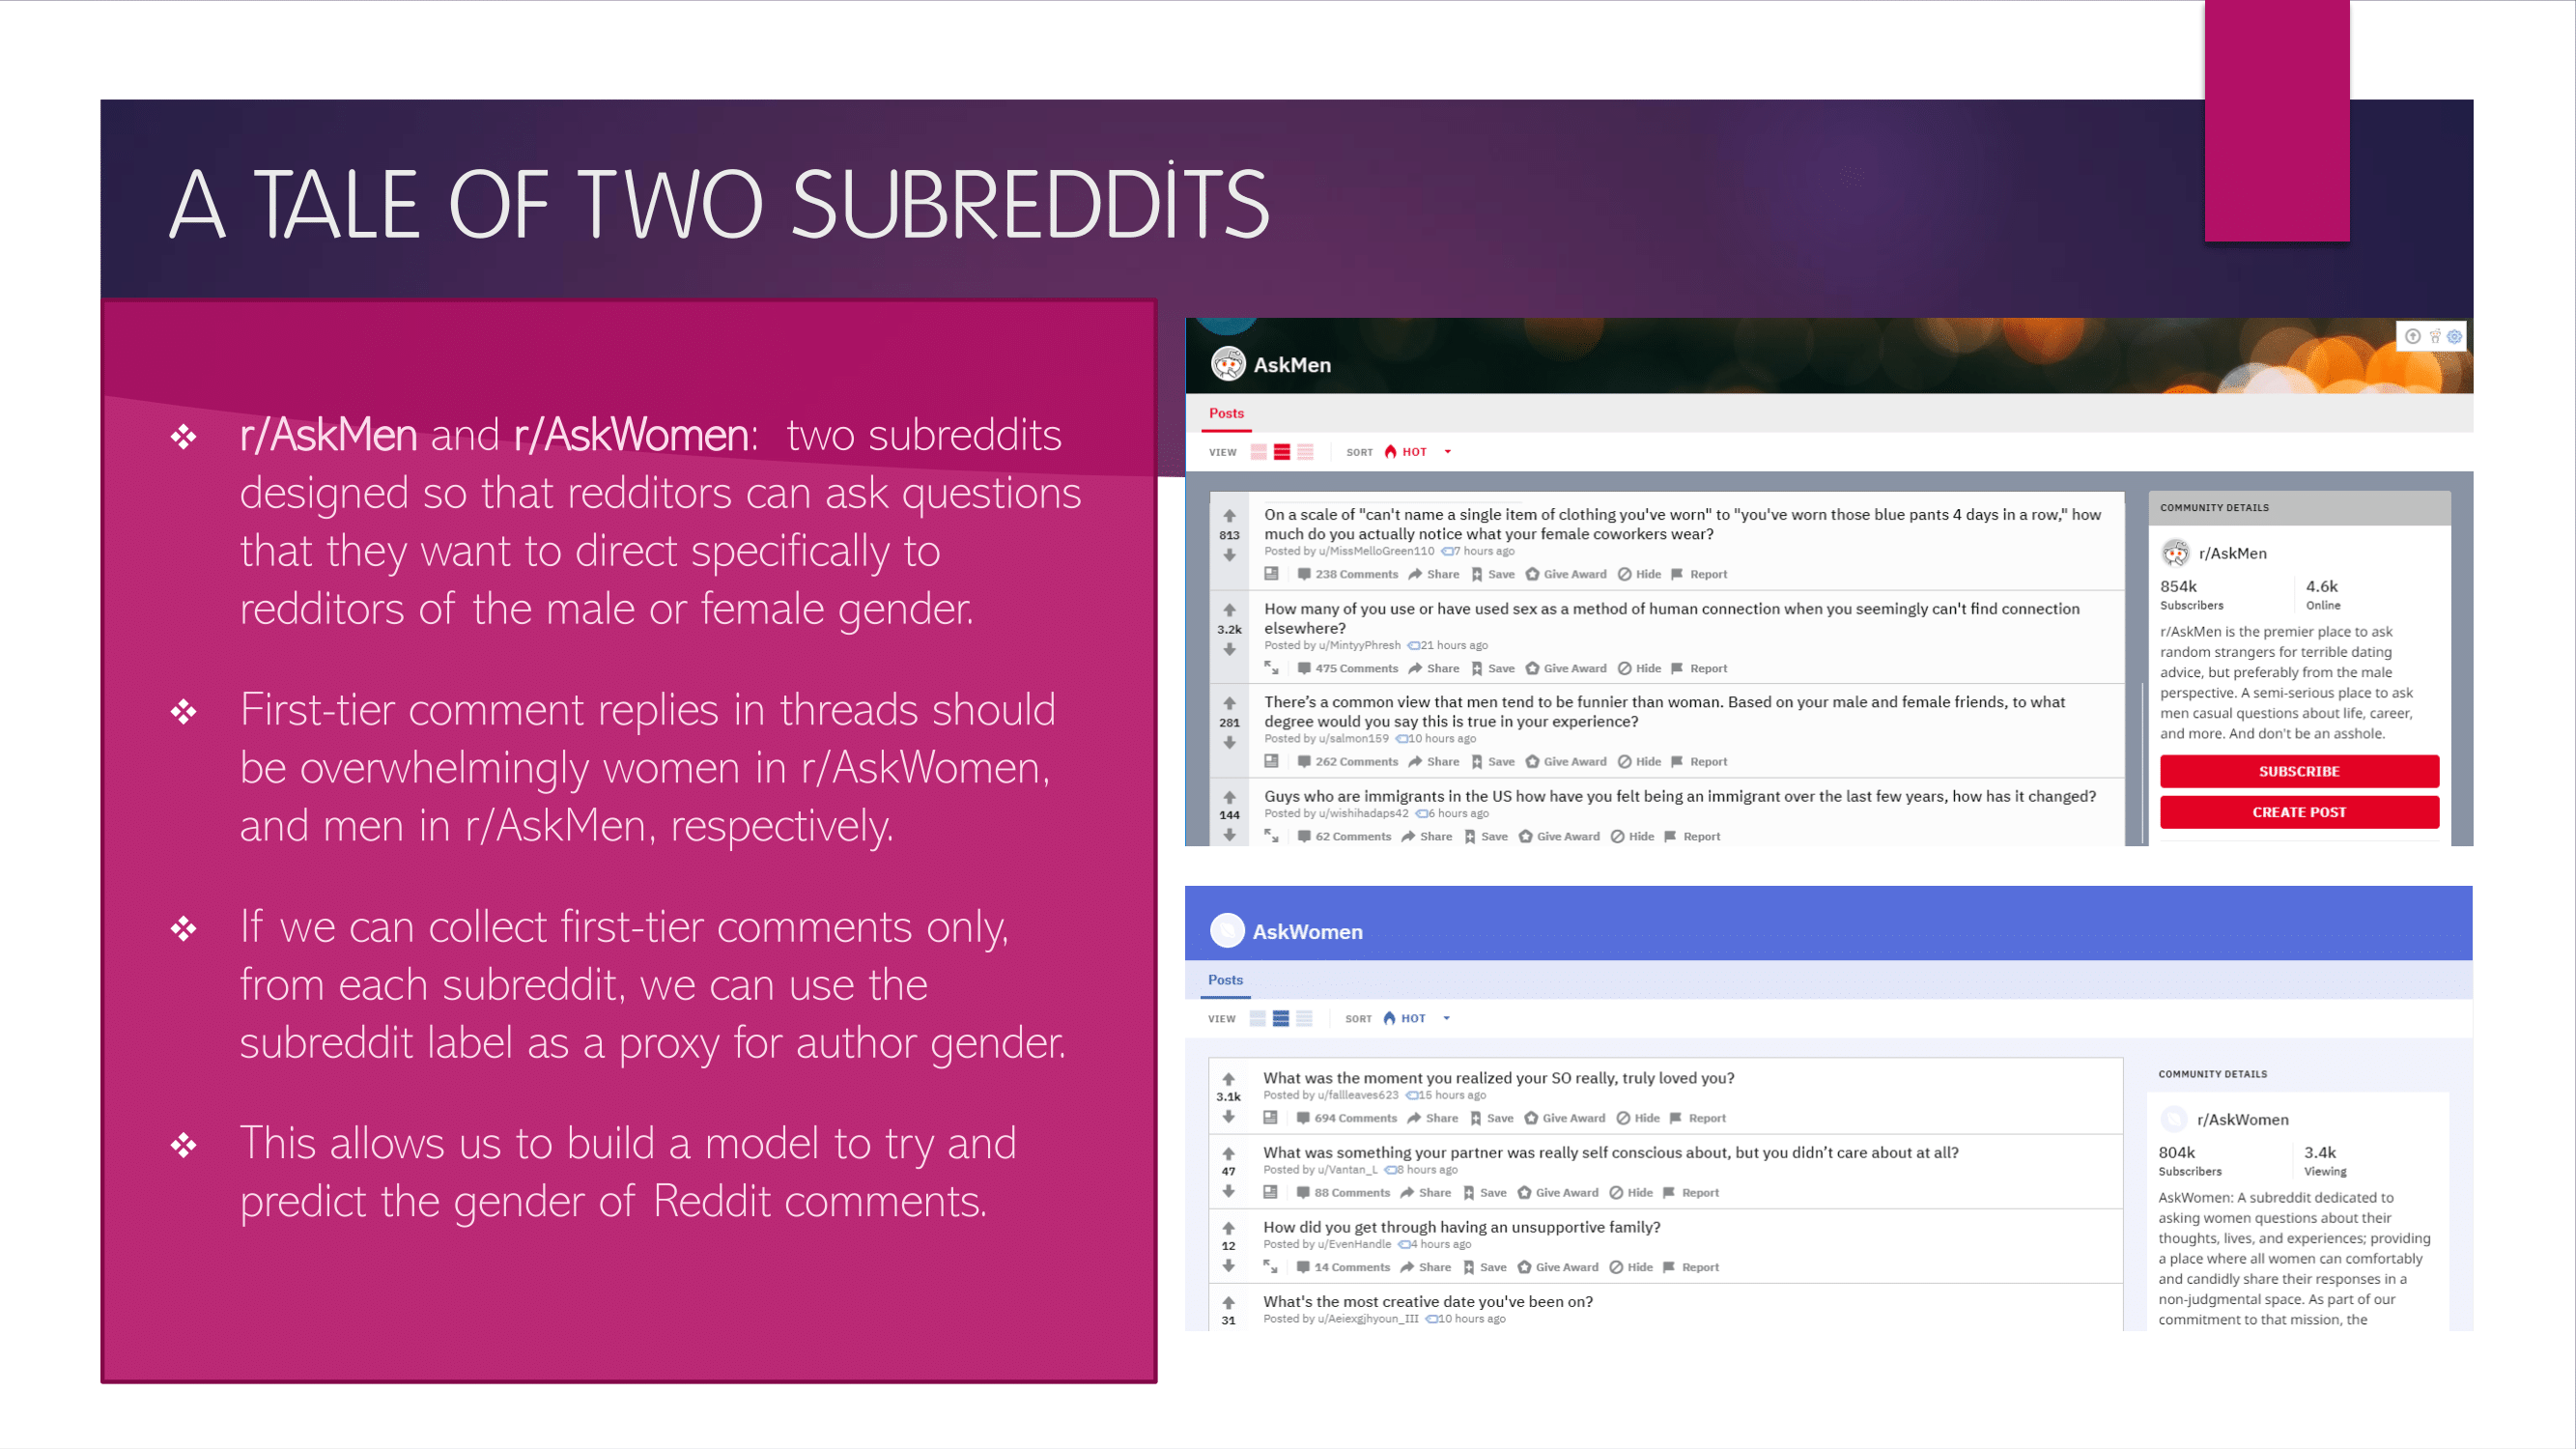 A TALE OF TWO SUBREDDİTS
r/AskMen and r/AskWomen: two subreddits
designed so that redditors can ask questions
that they want to direct specifically to
redditors of the male or female gender.
First-tier comment replies in threads should
be overwhelmingly women in r/AskWomen,
and men in r/AskMen, respectively.
If we can collect first-tier comments only,
from each subreddit, we can use the
subreddit label as a proxy for author gender.
This allows us to build a model to try and
predict the gender of Reddit comments.
AskMen
Posts
VIEW SORT HOT
813
On a scale of "can't name a single item of clothing you've worn" to "you've worn those blue pants 4 days in a row," how
much do you actually notice what your female coworkers wear?
Posted by u/MissMelloGreen110 7 hours ago
238 Comments Share Save Give Award Hide Report
3.2k
How many of you use or have used sex as a method of human connection when you seemingly can't find connection
elsewhere?
Posted by u/MintyyPhresh 21 hours ago
475 Comments Share Save Give Award Hide Report
281
There’s a common view that men tend to be funnier than woman. Based on your male and female friends, to what
degree would you say this is true in your experience?
Posted by u/salmon159 10 hours ago
262 Comments Share Save Give Award Hide Report
144
Guys who are immigrants in the US how have you felt being an immigrant over the last few years, how has it changed?
Posted by u/wishihadaps42 6 hours ago
62 Comments Share Save Give Award Hide Report
COMMUNITY DETAILS
r/AskMen
854k 4.6k
Subscribers Online
r/AskMen is the premier place to ask
random strangers for terrible dating
advice, but preferably from the male
perspective. A semi-serious place to ask
men casual questions about life, career,
and more. And don't be an asshole.
SUBSCRIBE
CREATE POST
AskWomen
Posts
VIEW SORT HOT
3.1k
What was the moment you realized your SO really, truly loved you?
Posted by u/fallleaves623 15 hours ago
694 Comments Share Save Give Award Hide Report
47
What was something your partner was really self conscious about, but you didn’t care about at all?
Posted by u/Vantan_L 8 hours ago
88 Comments Share Save Give Award Hide Report
12
How did you get through having an unsupportive family?
Posted by u/EvenHandle 4 hours ago
14 Comments Share Save Give Award Hide Report
31
What's the most creative date you've been on?
Posted by u/Aeiexgjhyoun_III 10 hours ago
COMMUNITY DETAILS
r/AskWomen
804k 3.4k
Subscribers Viewing
AskWomen: A subreddit dedicated to
asking women questions about their
thoughts, lives, and experiences; providing
a place where all women can comfortably
and candidly share their responses in a
non-judgmental space. As part of our
commitment to that mission, the